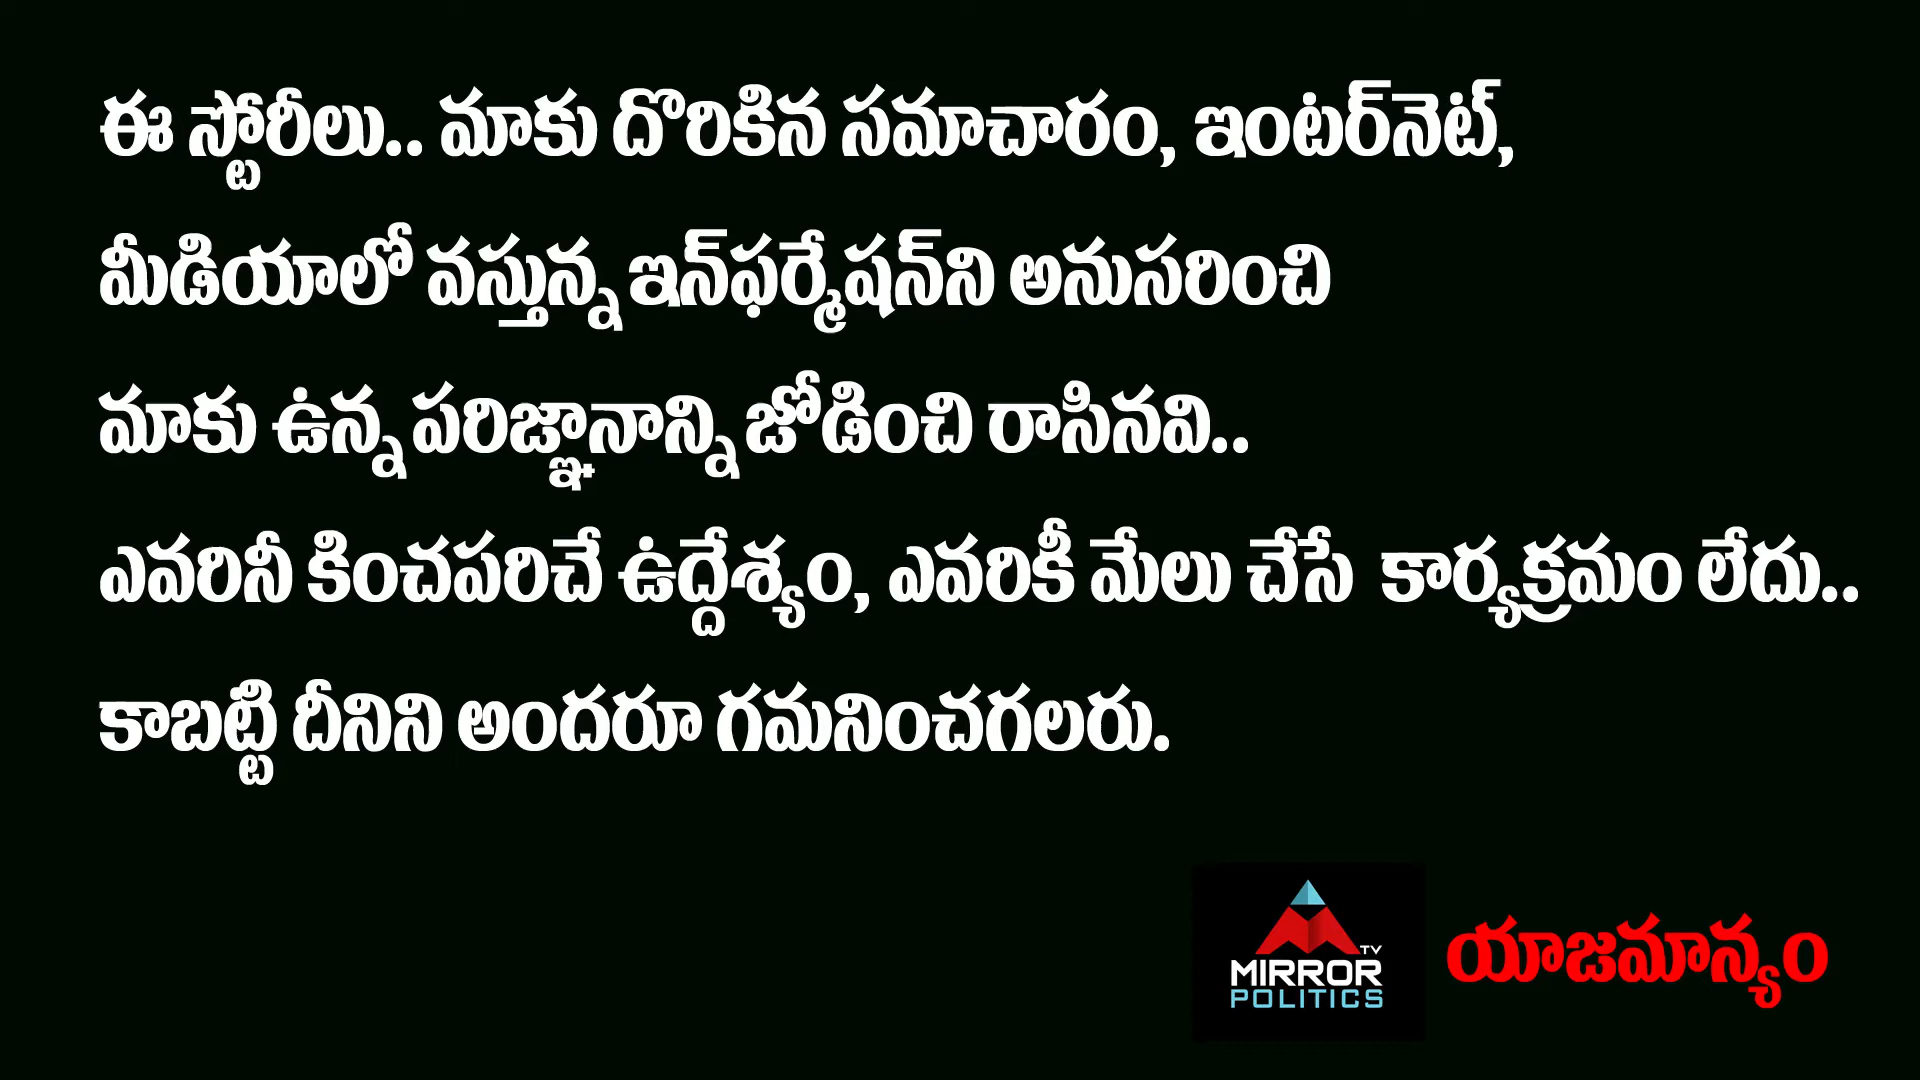 ఈ స్టోరీలు.. మాకు దొరికిన సమాచారం, ఇంటర్‌నెట్,
మీడియాలో వస్తున్న ఇన్‌ఫర్మేషన్‌ని అనుసరించి
మాకు ఉన్న పరిజ్ఞానాన్ని జోడించి రాసినవి..
ఎవరినీ కించపరిచే ఉద్దేశ్యం, ఎవరికీ మేలు చేసే కార్యక్రమం లేదు..
కాబట్టి దీనిని అందరూ గమనించగలరు.
TV
MIRROR
POLITICS
యాజమాన్యం